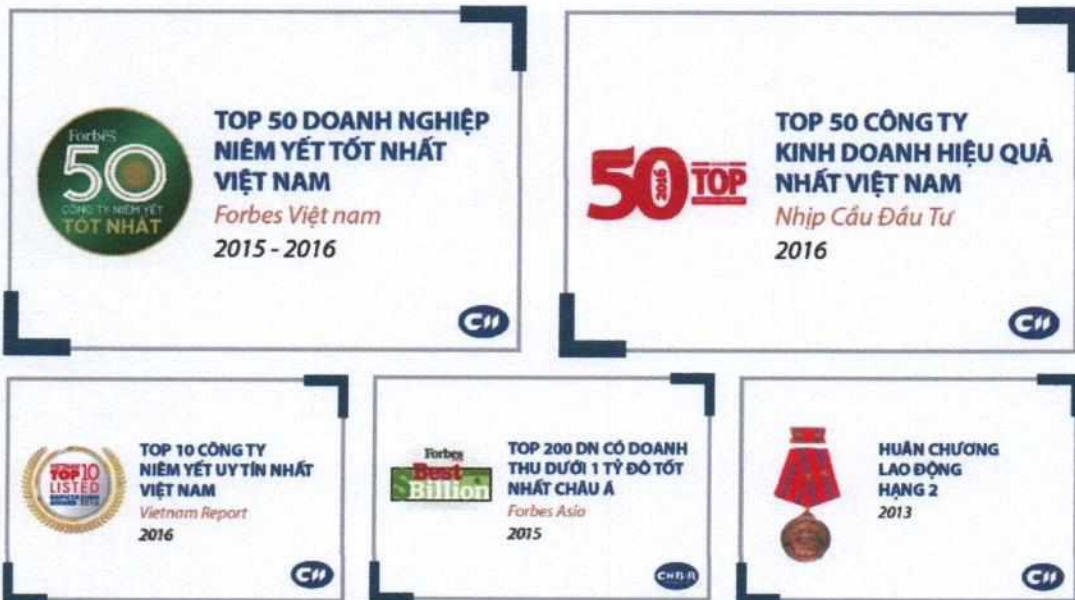 Forbes
50
CÔNG TY NIÊM YẾT
TỐT NHẤT
TOP 50 DOANH NGHIỆP
NIÊM YẾT TỐT NHẤT
VIỆT NAM
Forbes Việt nam
2015 - 2016
CII
50 2016 TOP
TOP 50 CÔNG TY
KINH DOANH HIỆU QUẢ
NHẤT VIỆT NAM
Nhịp Cầu Đầu Tư
2016
CII
TOP 10
LISTED
TOP 10 CÔNG TY
NIÊM YẾT UY TÍN NHẤT
VIỆT NAM
Vietnam Report
2016
CII
Forbes
Best
$Billion
TOP 200 DN CÓ DOANH
THU DƯỚI 1 TỶ ĐÔ TỐT
NHẤT CHÂU Á
Forbes Asia
2015
HUÂN CHƯƠNG
LAO ĐỘNG
HẠNG 2
2013
CII